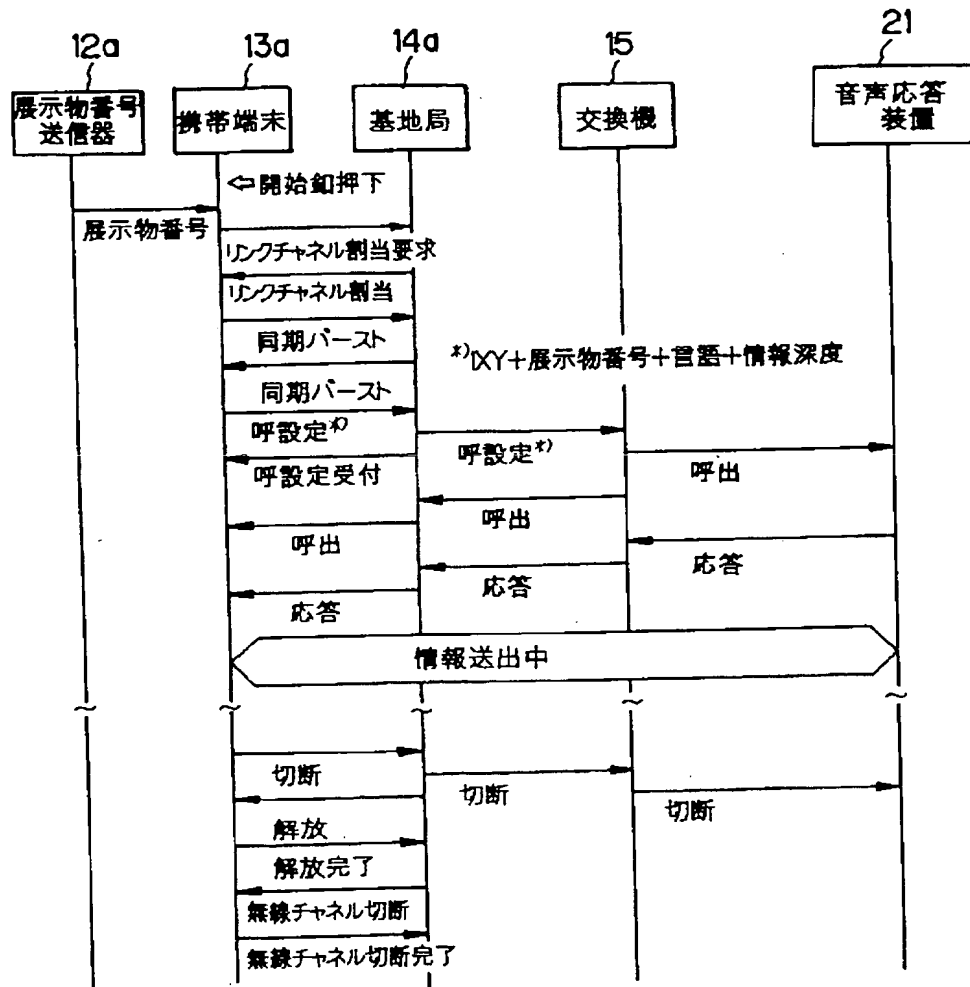 12a
13a
14a
15
21
展示物番号
送信器
携帯端末
基地局
交換機
音声応答
装置
⇦開始釦押下
展示物番号
リンクチャネル割当要求
リンクチャネル割当
同期バースト
*)IXY+展示物番号+言語+情報深度
同期バースト
呼設定*)
呼設定*)
呼出
呼設定受付
呼出
呼出
応答
応答
応答
情報送出中
切断
切断
切断
解放
解放完了
無線チャネル切断
無線チャネル切断完了